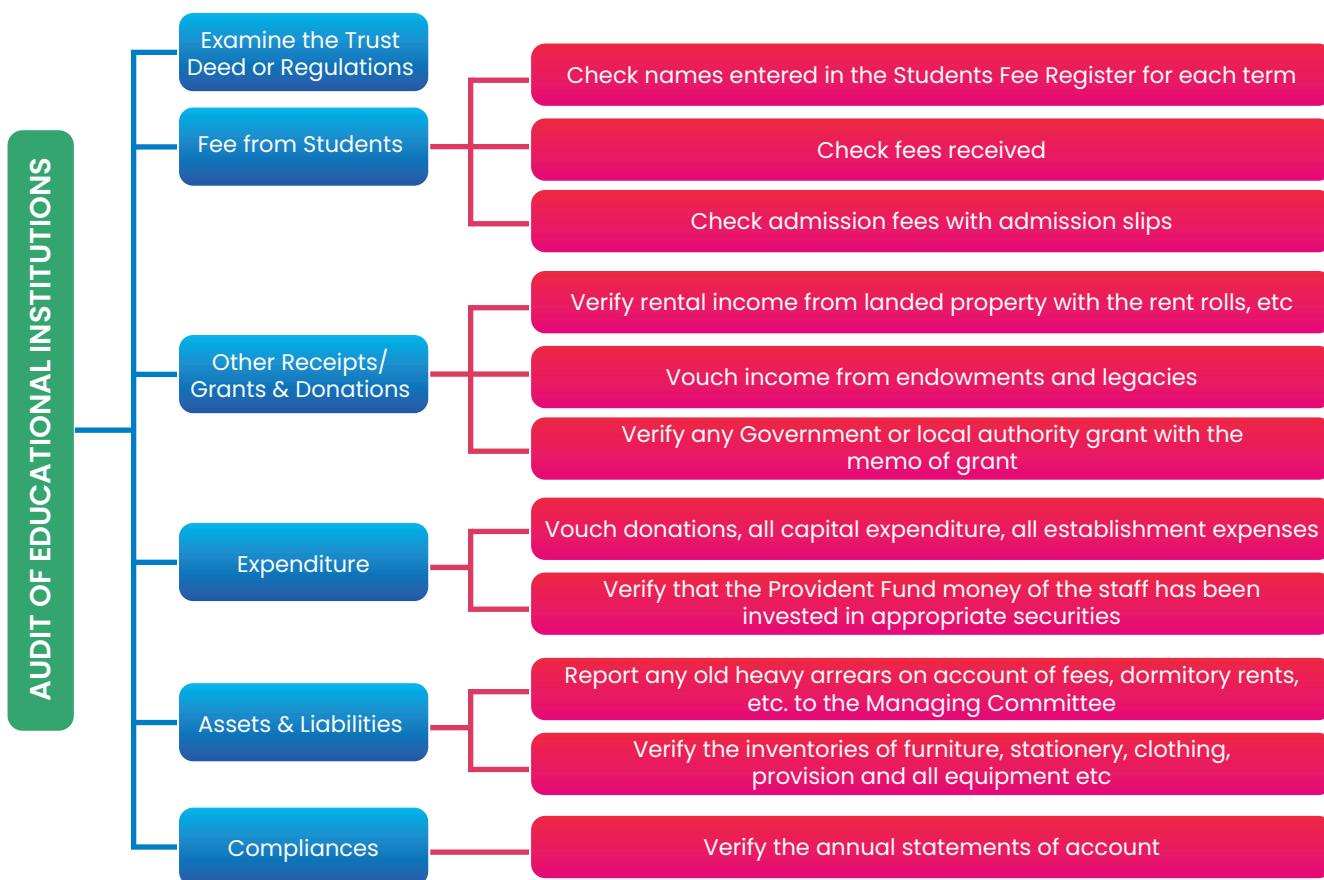 AUDIT OF EDUCATIONAL INSTITUTIONS
Examine the Trust
Deed or Regulations
Fee from Students
Check names entered in the Students Fee Register for each term
Check fees received
Check admission fees with admission slips
Other Receipts/
Grants & Donations
Verify rental income from landed property with the rent rolls, etc
Vouch income from endowments and legacies
Verify any Government or local authority grant with the
memo of grant
Expenditure
Vouch donations, all capital expenditure, all establishment expenses
Verify that the Provident Fund money of the staff has been
invested in appropriate securities
Assets & Liabilities
Report any old heavy arrears on account of fees, dormitory rents,
etc. to the Managing Committee
Verify the inventories of furniture, stationery, clothing,
provision and all equipment etc
Compliances
Verify the annual statements of account